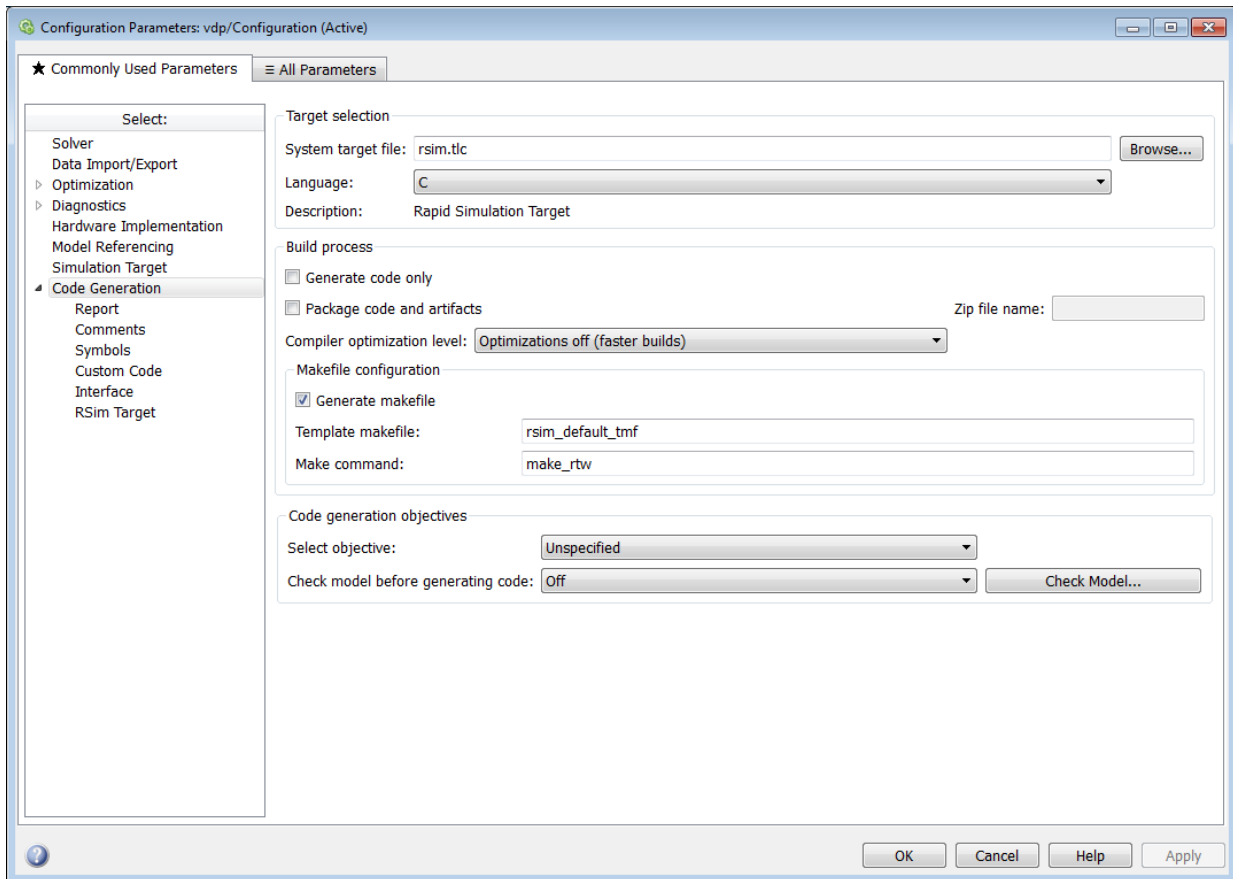 Configuration Parameters: vdp/Configuration (Active)
★ Commonly Used Parameters
≡ All Parameters
Select:
Solver
Data Import/Export
Optimization
Diagnostics
Hardware Implementation
Model Referencing
Simulation Target
Code Generation
Report
Comments
Symbols
Custom Code
Interface
RSim Target
Target selection
System target file: rsim.tlc Browse...
Language: C
Description: Rapid Simulation Target
Build process
Generate code only
Package code and artifacts Zip file name:
Compiler optimization level: Optimizations off (faster builds)
Makefile configuration
Generate makefile
Template makefile: rsim_default_tmf
Make command: make_rtw
Code generation objectives
Select objective: Unspecified
Check model before generating code: Off Check Model...
OK Cancel Help Apply